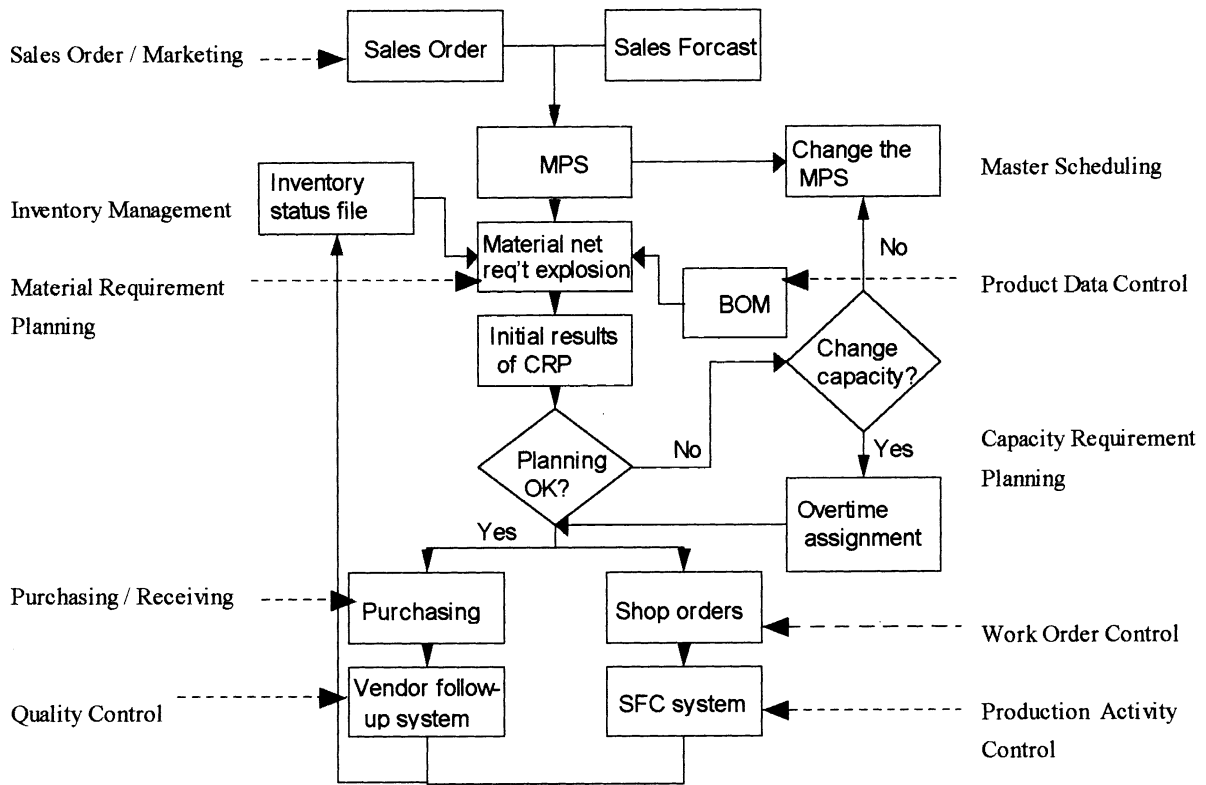 Sales Order / Marketing
Sales Order
Sales Forcast
MPS
Change the
MPS
Master Scheduling
Inventory
status file
Inventory Management
Material net
req't explosion
No
Material Requirement
Planning
BOM
Product Data Control
Initial results
of CRP
Change
capacity?
Planning
OK?
No
Yes
Capacity Requirement
Planning
Overtime
assignment
Yes
Purchasing / Receiving
Purchasing
Shop orders
Work Order Control
Quality Control
Vendor follow-
up system
SFC system
Production Activity
Control